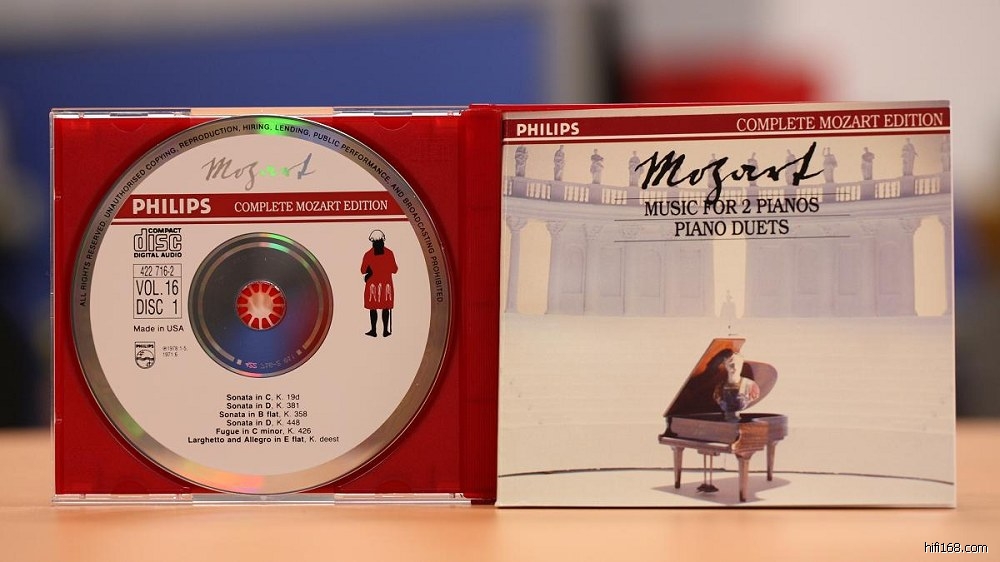 ALL RIGHTS RESERVED. UNAUTHORISED COPYING, REPRODUCTION, HIRING, LENDING, PUBLIC PERFORMANCE, AND BROADCASTING PROHIBITED.
Mozart
PHILIPS COMPLETE MOZART EDITION
COMPACT
disc
DIGITAL AUDIO
422 716-2
VOL. 16
DISC 1
Made in USA
PHILIPS
Sonata in C, K. 19d
Sonata in D, K. 381
Sonata in B flat, K. 358
Sonata in D, K. 448
Fugue in C minor, K. 426
Larghetto and Allegro in E flat, K. deest
PHILIPS COMPLETE MOZART EDITION
Mozart
MUSIC FOR 2 PIANOS
PIANO DUETS
hifi168.com